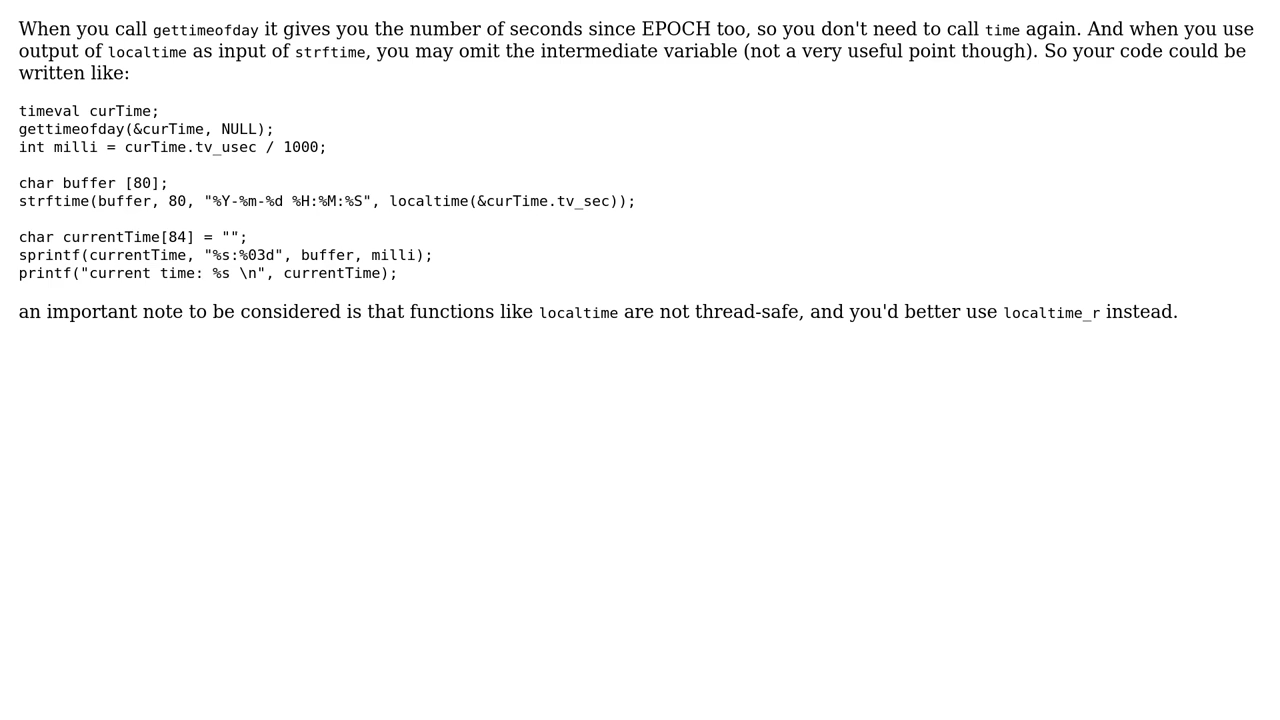 When you call gettimeofday it gives you the number of seconds since EPOCH too, so you don't need to call time again. And when you use
output of localtime as input of strftime, you may omit the intermediate variable (not a very useful point though). So your code could be
written like:
timeval curTime;
gettimeofday(&curTime, NULL);
int milli = curTime.tv_usec / 1000;
char buffer [80];
strftime(buffer, 80, "%Y-%m-%d %H:%M:%S", localtime(&curTime.tv_sec));
char currentTime[84] = "";
sprintf(currentTime, "%s:%03d", buffer, milli);
printf("current time: %s \n", currentTime);
an important note to be considered is that functions like localtime are not thread-safe, and you'd better use localtime_r instead.